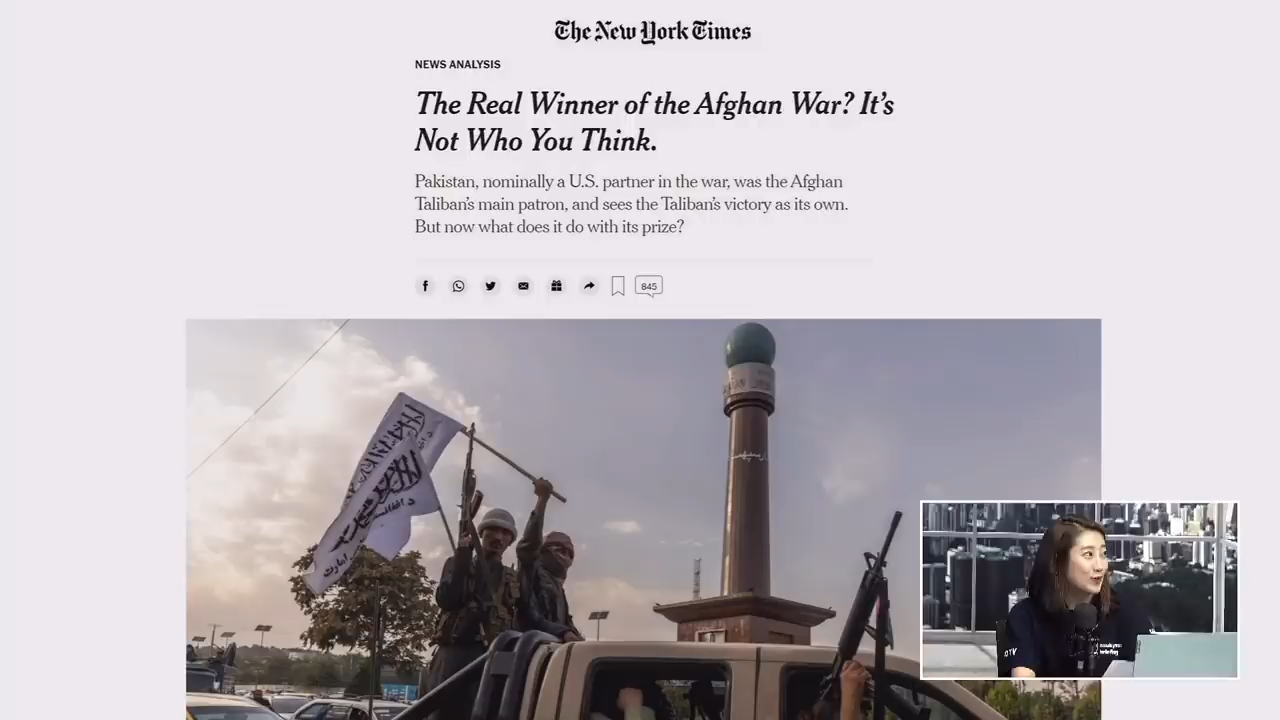 The New York Times
NEWS ANALYSIS
The Real Winner of the Afghan War? It's
Not Who You Think.
Pakistan, nominally a U.S. partner in the war, was the Afghan
Taliban's main patron, and sees the Taliban's victory as its own.
But now what does it do with its prize?
845